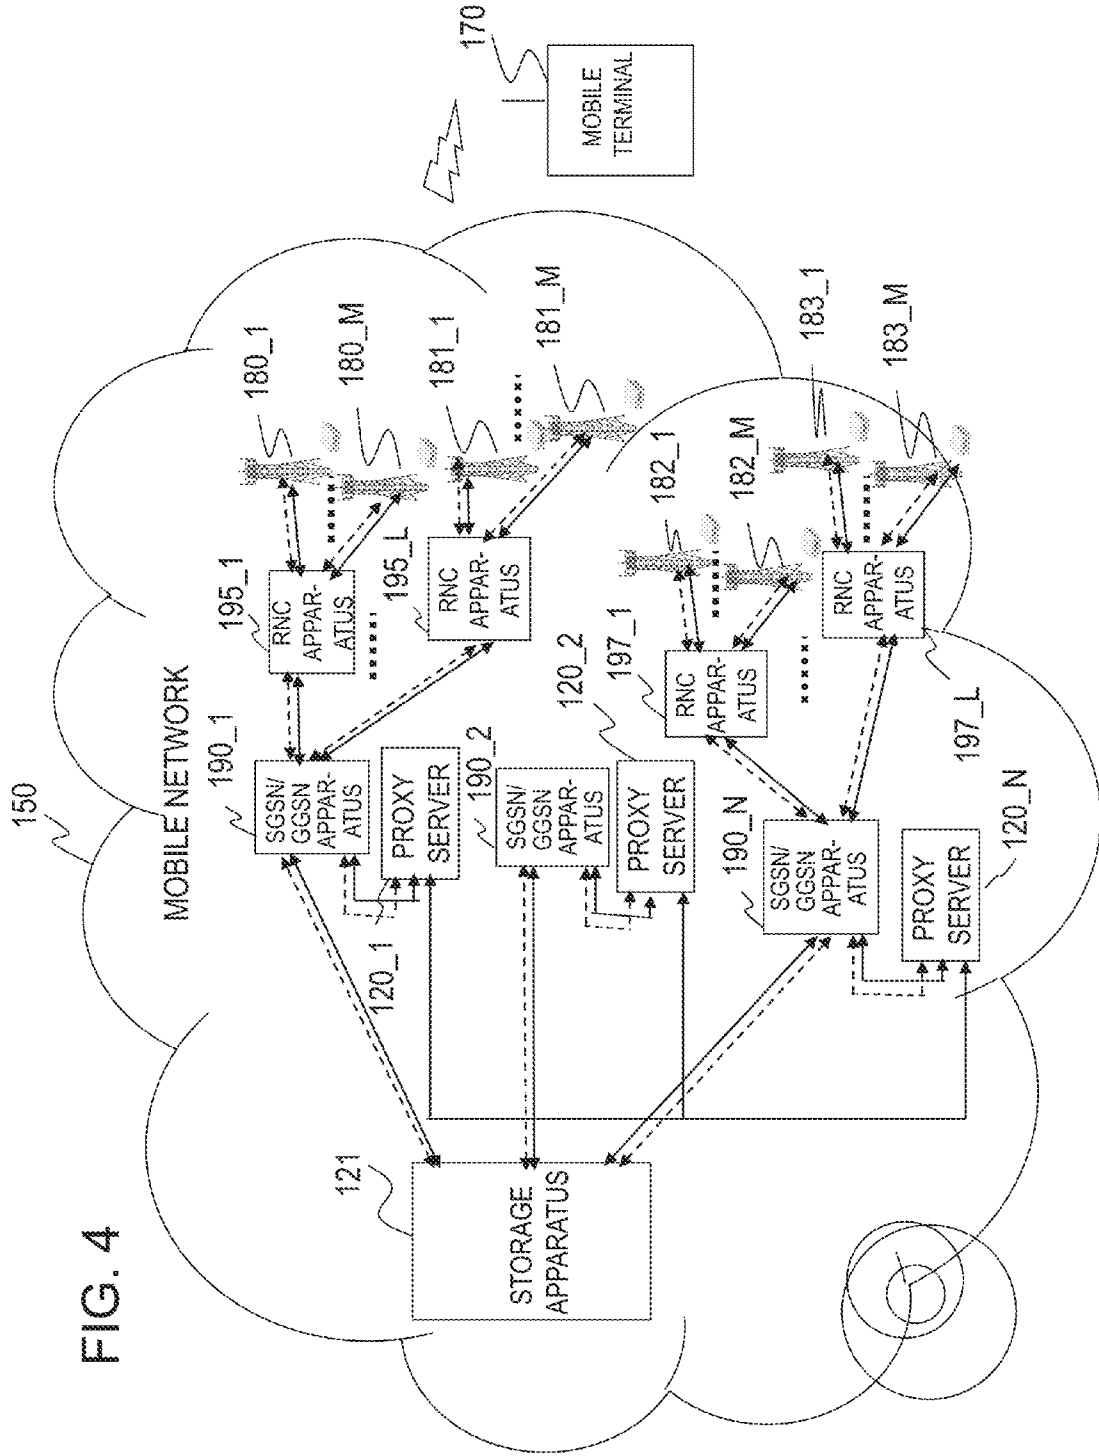 FIG. 4
150
MOBILE NETWORK
121
STORAGE
APPARATUS
190_1
SGSN/
GGSN
APPAR-
ATUS
120_1
PROXY
SERVER
195_1
RNC
APPAR-
ATUS
195_L
RNC
APPAR-
ATUS
180_1
180_M
181_1
181_M
190_2
SGSN/
GGSN
APPAR-
ATUS
120_2
PROXY
SERVER
190_N
SGSN/
GGSN
APPAR-
ATUS
120_N
PROXY
SERVER
197_1
RNC
APPAR-
ATUS
197_L
RNC
APPAR-
ATUS
182_1
182_M
183_1
183_M
170
MOBILE
TERMINAL